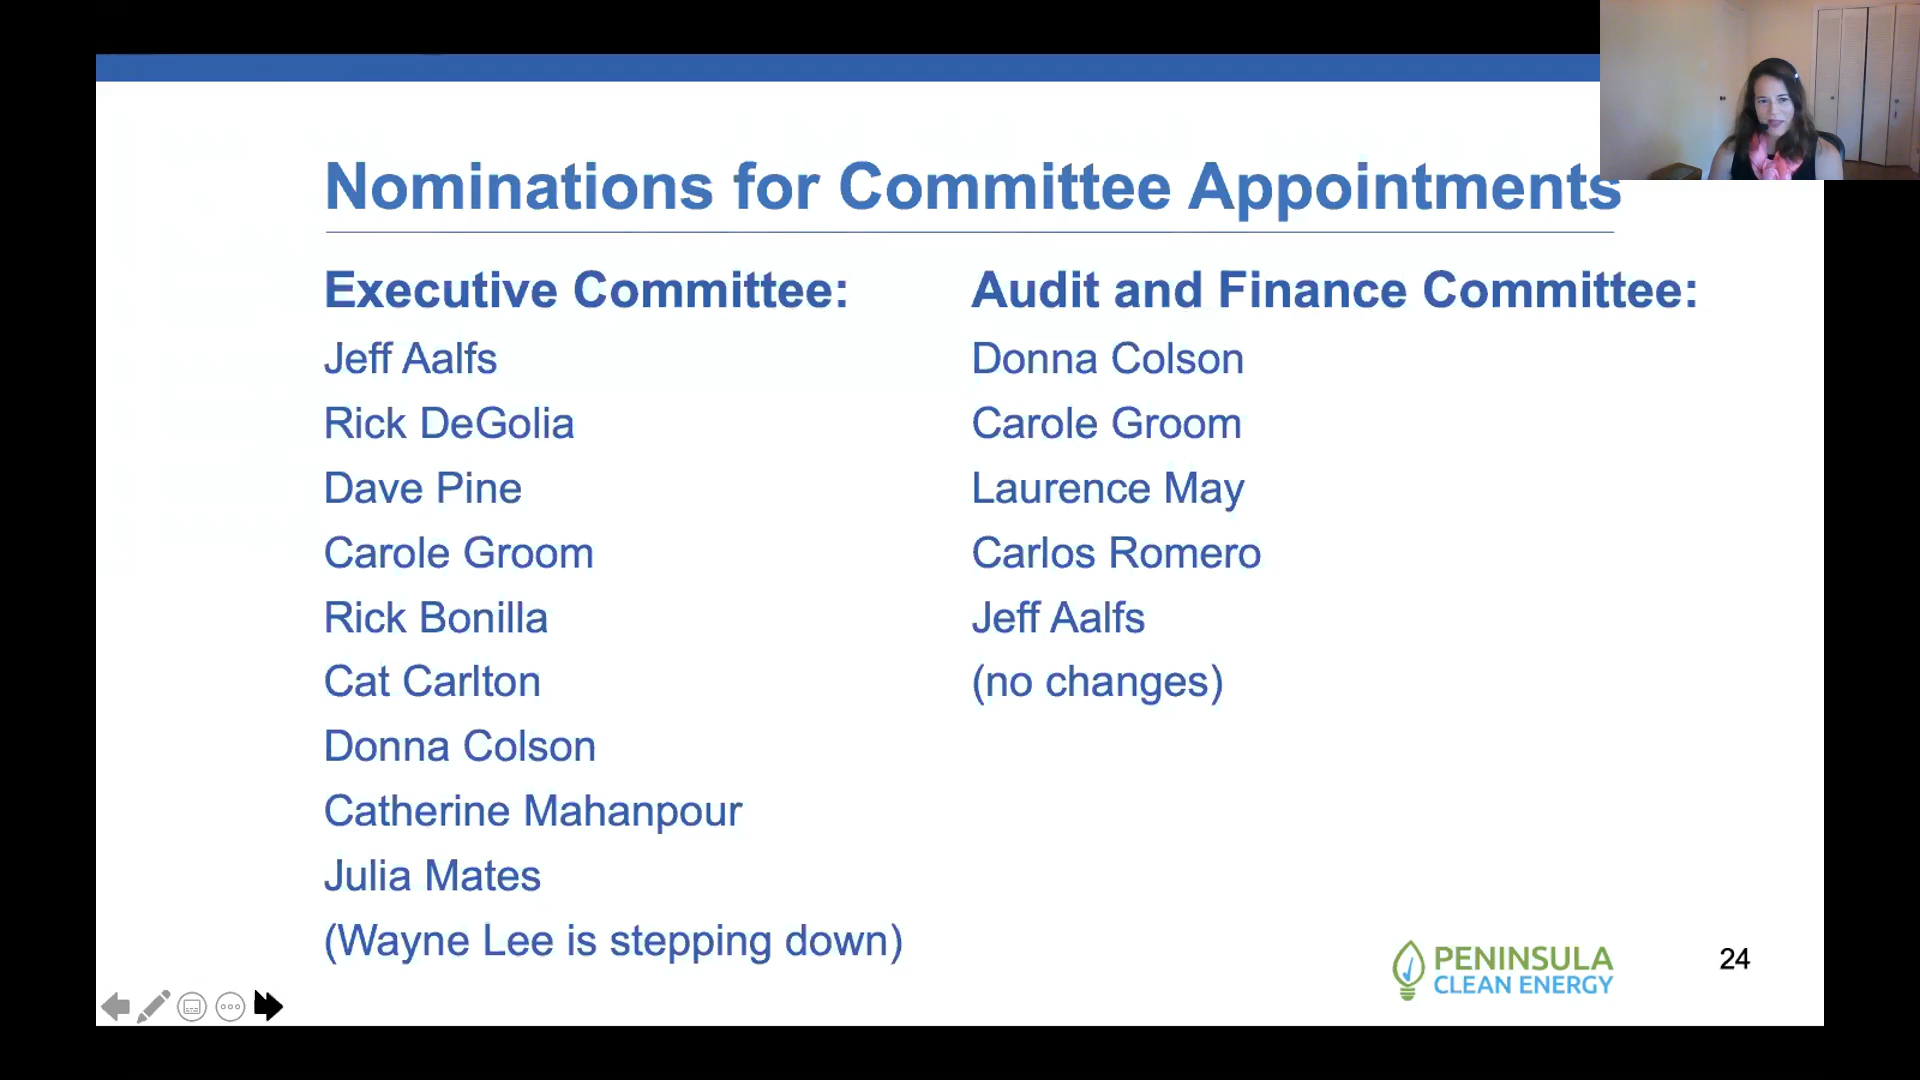 Nominations for Committee Appointments
Executive Committee:
Jeff Aalfs
Rick DeGolia
Dave Pine
Carole Groom
Rick Bonilla
Cat Carlton
Donna Colson
Catherine Mahanpour
Julia Mates
(Wayne Lee is stepping down)
Audit and Finance Committee:
Donna Colson
Carole Groom
Laurence May
Carlos Romero
Jeff Aalfs
(no changes)
PENINSULA
CLEAN ENERGY
24